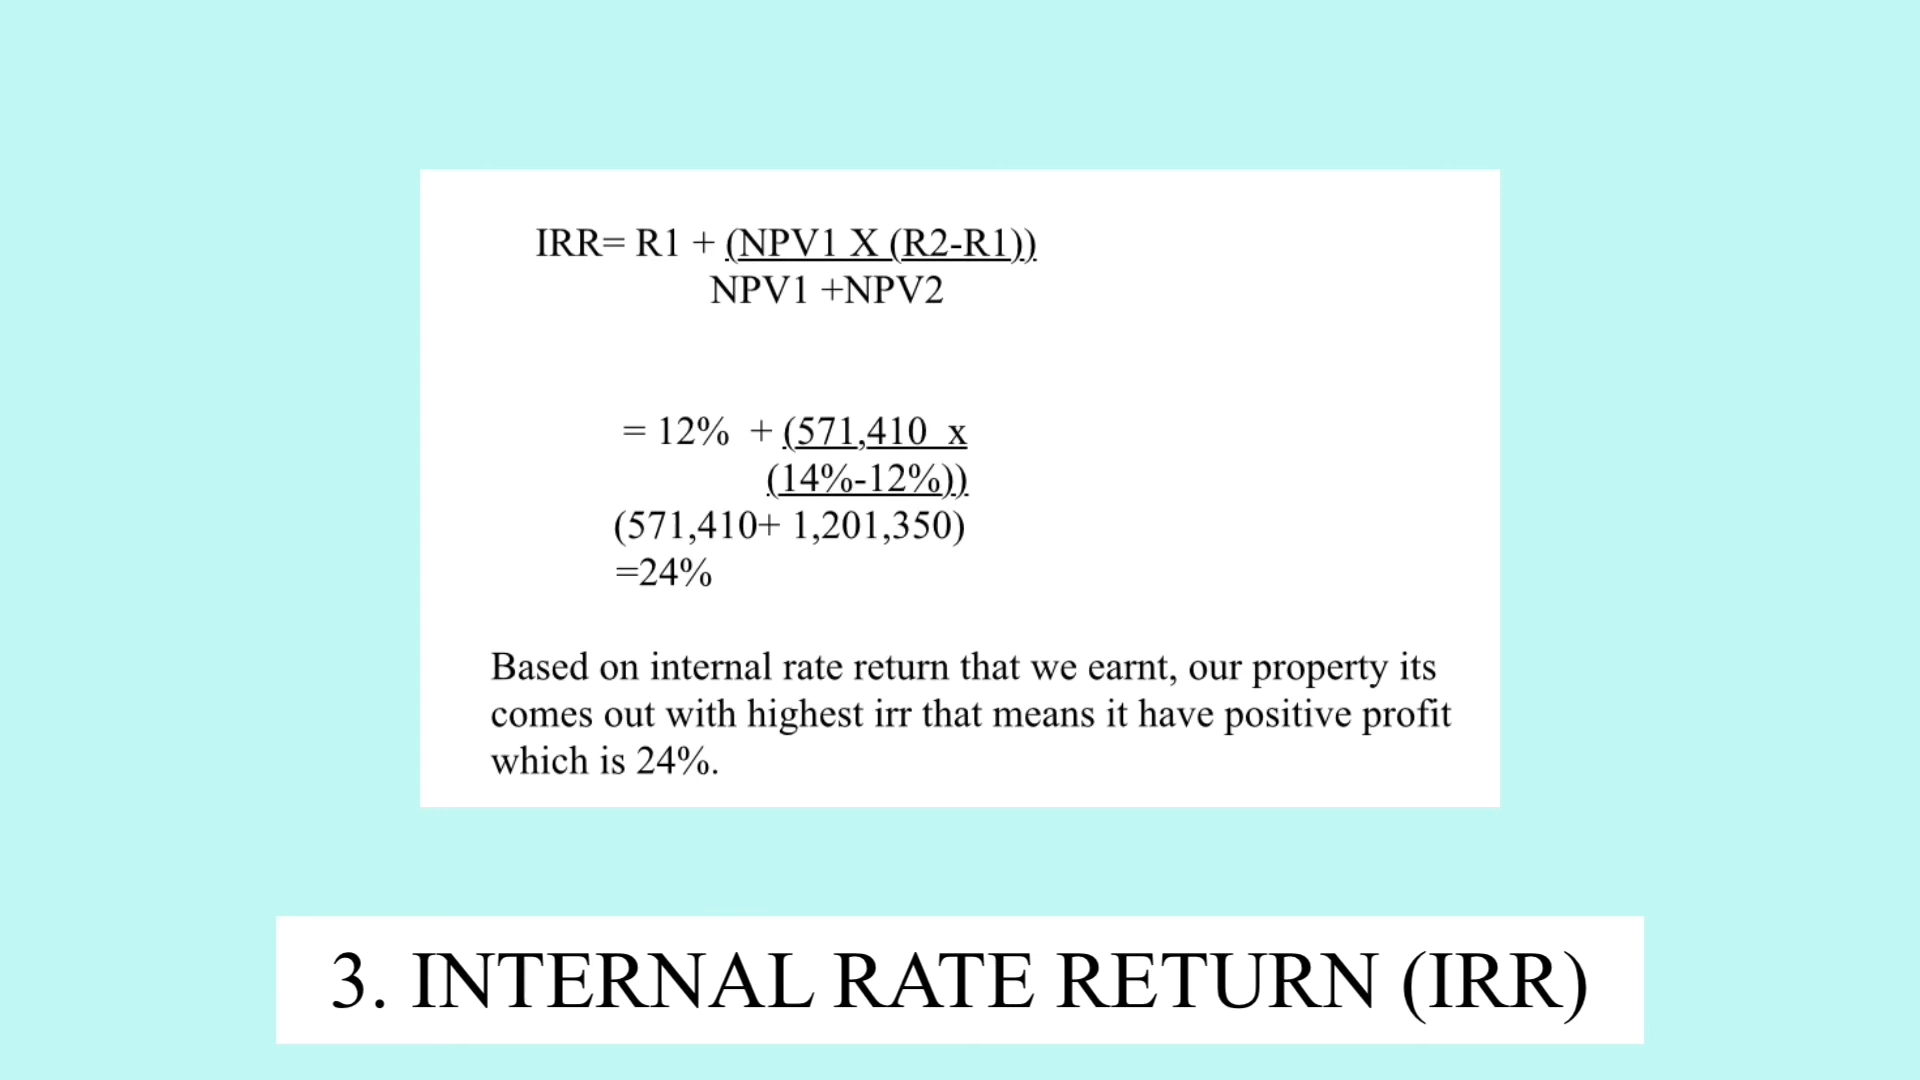 IRR= R1 + (NPV1 X (R2-R1))
NPV1 +NPV2
= 12% + (571,410 x
(14%-12%))
(571,410+ 1,201,350)
=24%
Based on internal rate return that we earnt, our property its
comes out with highest irr that means it have positive profit
which is 24%.
3. INTERNAL RATE RETURN (IRR)